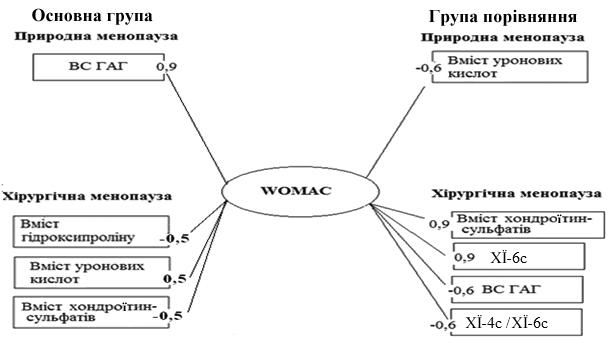 Основна група
Природна менопауза
ВС ГАГ 0,9
Група порівняння
Природна менопауза
-0,6 Вміст уронових
кислот
WOMAC
Хірургічна менопауза
Вміст
гідроксипроліну -0,5
Вміст уронових
кислот 0,5
Вміст хондроїтин-
сульфатів -0,5
Хірургічна менопауза
0,9 Вміст хондроїтин-
сульфатів
0,9 ХЇ-6с
-0,6 ВС ГАГ
-0,6 ХЇ-4с /ХЇ-6с